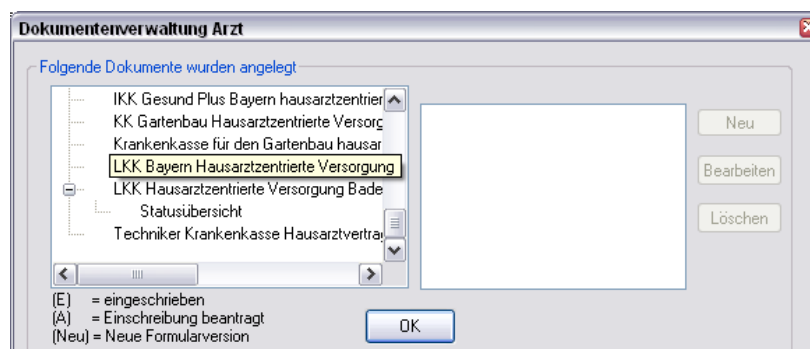 Dokumentenverwaltung Arzt
Folgende Dokumente wurden angelegt
IKK Gesund Plus Bayern hausarztzentrier
KK Gartenbau Hausarztzentrierte Versorg
Krankenkasse für den Gartenbau hausar
LKK Bayern Hausarztzentrierte Versorgung
LKK Hausarztzentrierte Versorgung Bade
Statusübersicht
Techniker Krankenkasse Hausarztvertrag
Neu
Bearbeiten
Löschen
(E) = eingeschrieben
(A) = Einschreibung beantragt
(Neu) = Neue Formularversion
OK